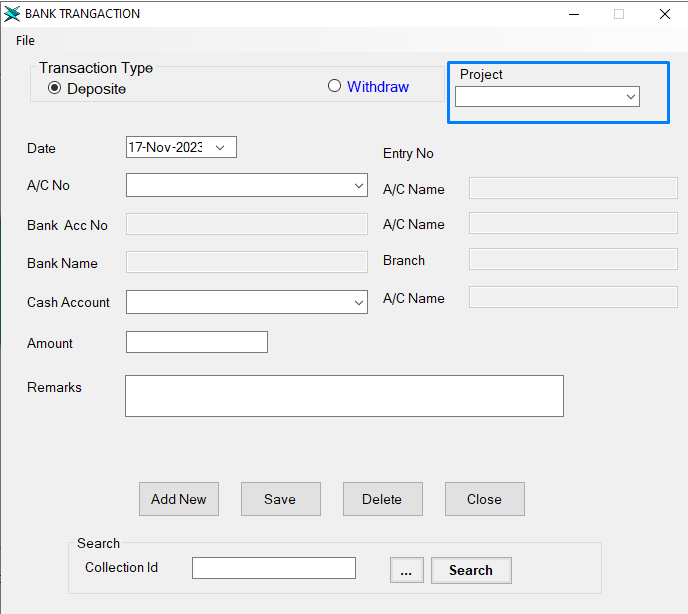 BANK TRANGACTION
File
Transaction Type
Deposite
Withdraw
Project
Date
17-Nov-2023
Entry No
A/C No
A/C Name
Bank Acc No
A/C Name
Bank Name
Branch
Cash Account
A/C Name
Amount
Remarks
Add New
Save
Delete
Close
Search
Collection Id
...
Search